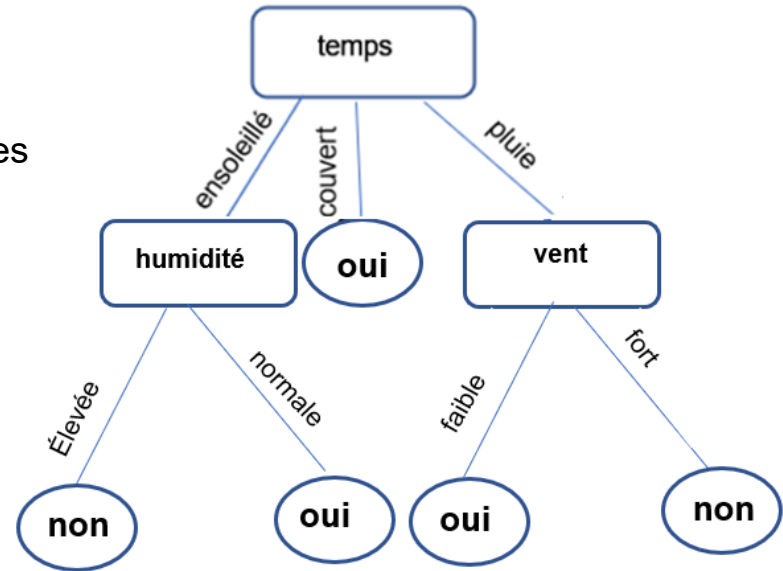 temps
es
ensoleillé
couvert
pluie
humidité
oui
vent
Élevée
normale
faible
fort
non
oui
oui
non